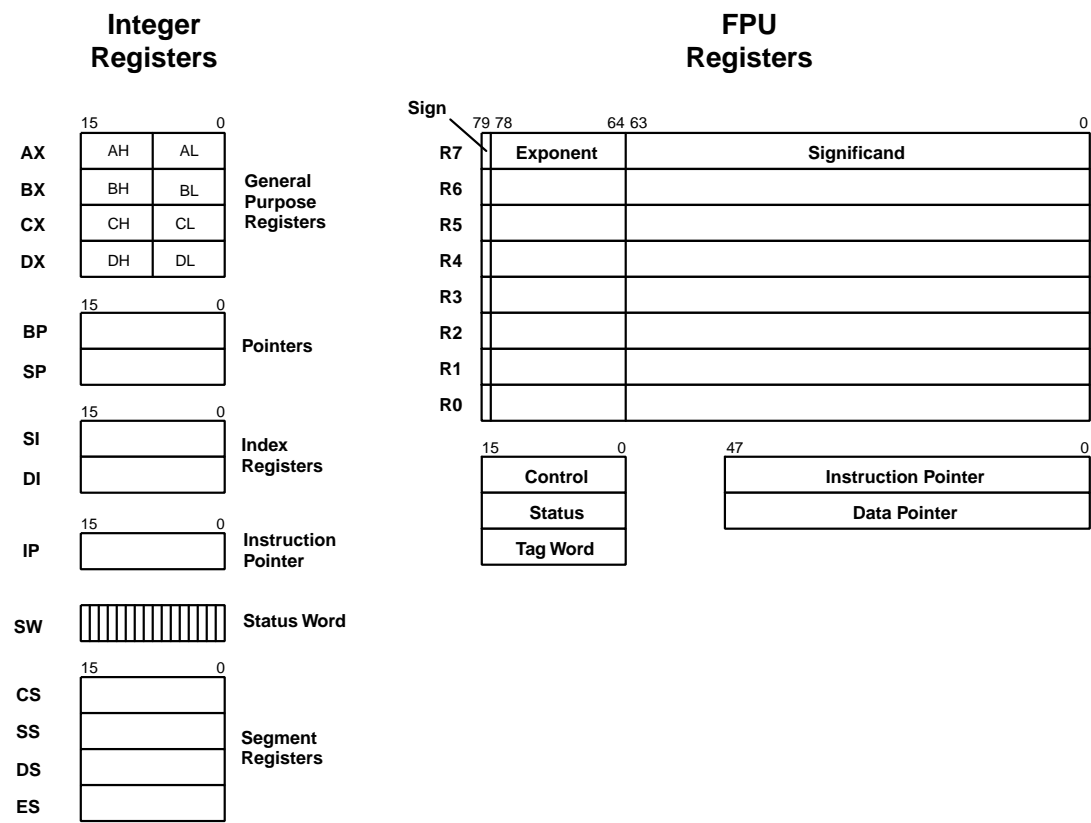 Integer
Registers
15 0
AX AH AL
BX BH BL
CX CH CL
DX DH DL
General
Purpose
Registers
15 0
BP
SP
Pointers
15 0
SI
DI
Index
Registers
15 0
IP
Instruction
Pointer
SW
Status Word
15 0
CS
SS
DS
ES
Segment
Registers
FPU
Registers
Sign
79 78 64 63 0
R7 Exponent Significand
R6
R5
R4
R3
R2
R1
R0
15 0
Control
Status
Tag Word
47 0
Instruction Pointer
Data Pointer